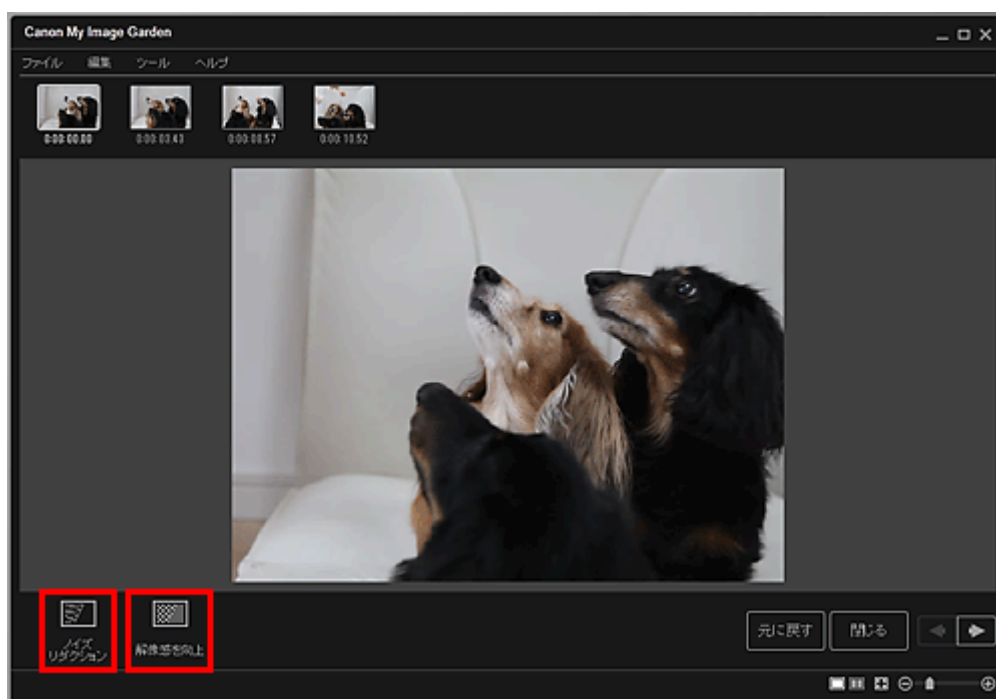 Canon My Image Garden
ファイル 編集 ツール ヘルプ
0:00:00.00 0:00:03.43 0:00:08.57 0:00:10.52
ノイズ
リダクション
解像感を向上
元に戻す 閉じる